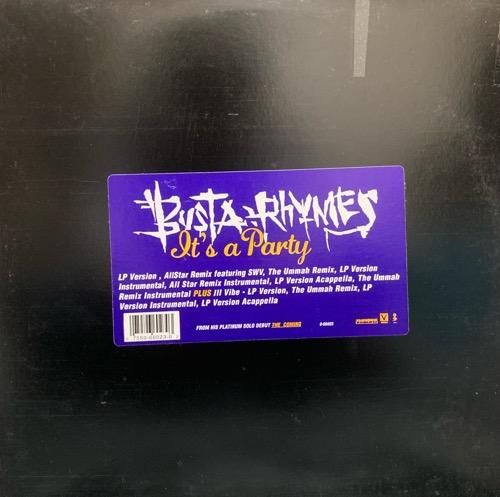 BUSTA RHYMES
It's a Party
LP Version , AllStar Remix featuring SWV, The Ummah Remix, LP Version
Instrumental, All Star Remix Instrumental, LP Version Acappella, The Ummah
Remix Instrumental PLUS Ill Vibe - LP Version, The Ummah Remix, LP
Version Instrumental, LP Version Acappella
FROM HIS PLATINUM SOLO DEBUT THE COMING
0-66023